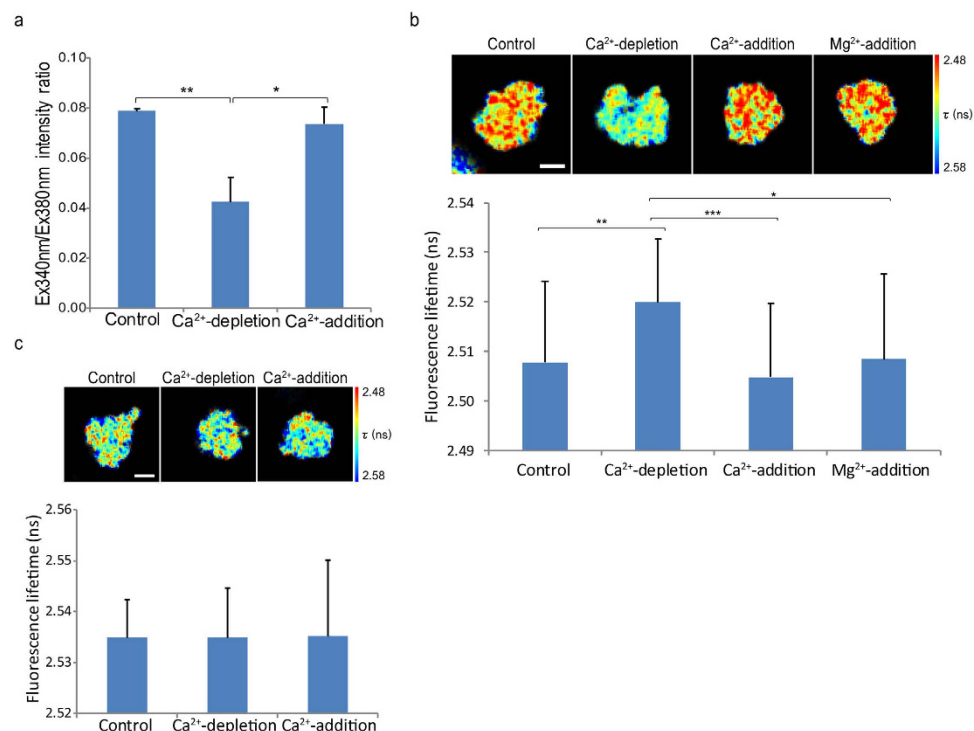 a
Ex340nm/Ex380nm intensity ratio
0.10
0.08
0.06
0.04
0.02
0.00
**
*
Control
Ca²⁺-depletion
Ca²⁺-addition
b
Control
Ca²⁺-depletion
Ca²⁺-addition
Mg²⁺-addition
2.48
τ (ns)
2.58
Fluorescence lifetime (ns)
2.54
2.53
2.52
2.51
2.50
2.49
*
**
***
Control
Ca²⁺-depletion
Ca²⁺-addition
Mg²⁺-addition
c
Control
Ca²⁺-depletion
Ca²⁺-addition
2.48
τ (ns)
2.58
Fluorescence lifetime (ns)
2.56
2.55
2.54
2.53
2.52
Control
Ca²⁺-depletion
Ca²⁺-addition